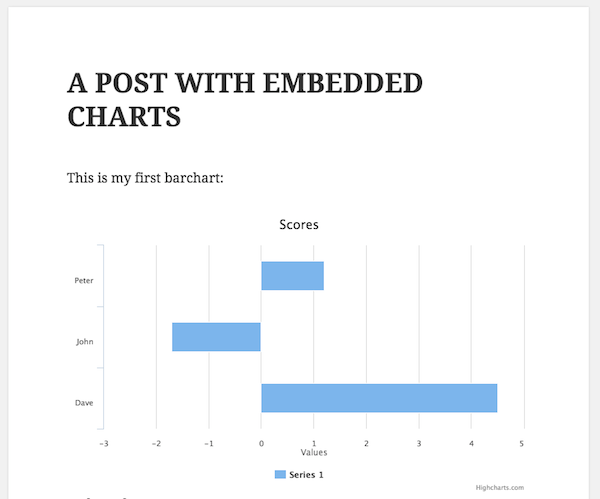 A POST WITH EMBEDDED
CHARTS
This is my first barchart:
Scores
Peter
John
Dave
-3 -2 -1 0 1 2 3 4 5
Values
Series 1
Highcharts.com